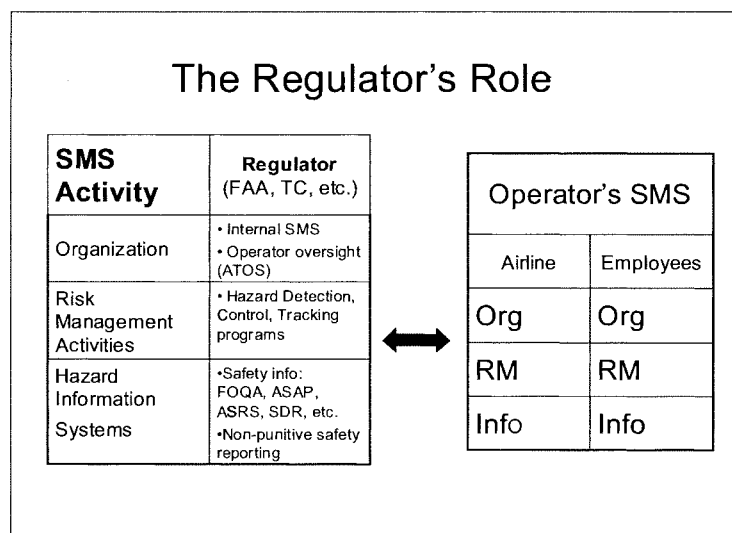 The Regulator's Role
SMS
Activity
Regulator
(FAA, TC, etc.)
Organization
• Internal SMS
• Operator oversight
(ATOS)
Risk
Management
Activities
• Hazard Detection,
Control, Tracking
programs
Hazard
Information
Systems
•Safety info:
FOQA, ASAP,
ASRS, SDR, etc.
•Non-punitive safety
reporting
Operator's SMS
Airline
Employees
Org
Org
RM
RM
Info
Info